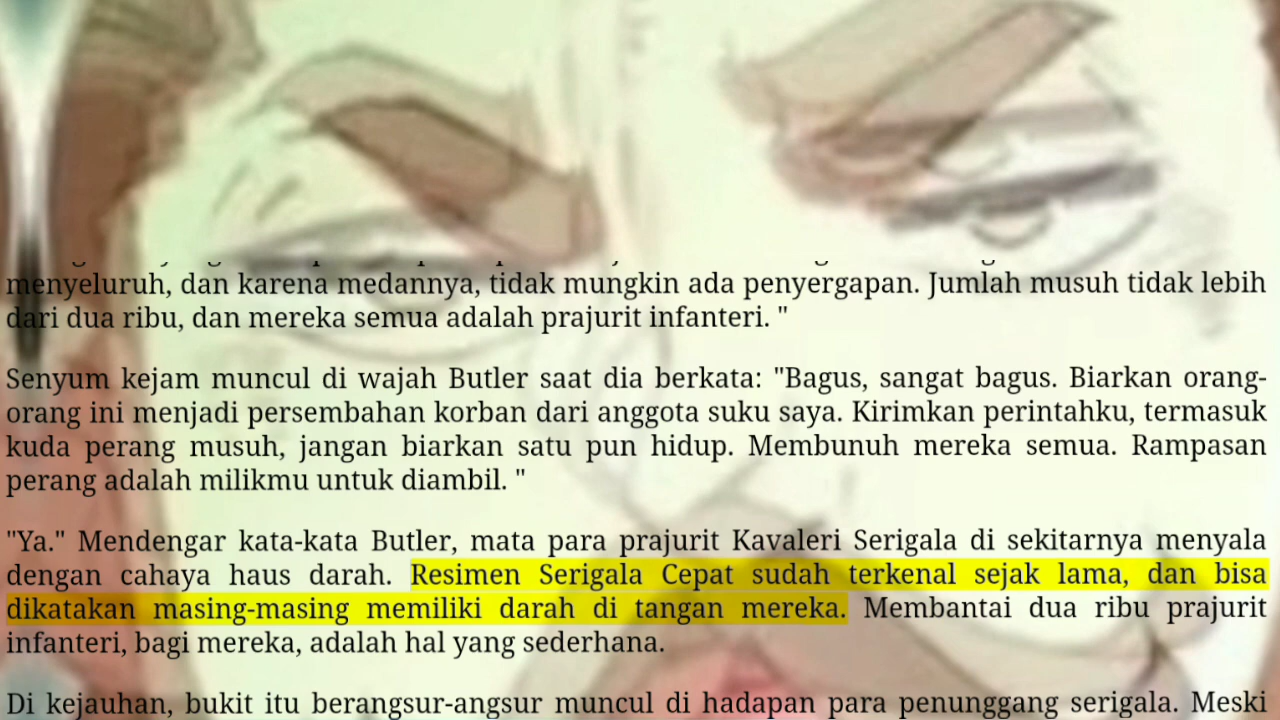 menyeluruh, dan karena medannya, tidak mungkin ada penyergapan. Jumlah musuh tidak lebih
dari dua ribu, dan mereka semua adalah prajurit infanteri. "
Senyum kejam muncul di wajah Butler saat dia berkata: "Bagus, sangat bagus. Biarkan orang-
orang ini menjadi persembahan korban dari anggota suku saya. Kirimkan perintahku, termasuk
kuda perang musuh, jangan biarkan satu pun hidup. Membunuh mereka semua. Rampasan
perang adalah milikmu untuk diambil. "
"Ya." Mendengar kata-kata Butler, mata para prajurit Kavaleri Serigala di sekitarnya menyala
dengan cahaya haus darah. Resimen Serigala Cepat sudah terkenal sejak lama, dan bisa
dikatakan masing-masing memiliki darah di tangan mereka. Membantai dua ribu prajurit
infanteri, bagi mereka, adalah hal yang sederhana.
Di kejauhan, bukit itu berangsur-angsur muncul di hadapan para penunggang serigala. Meski